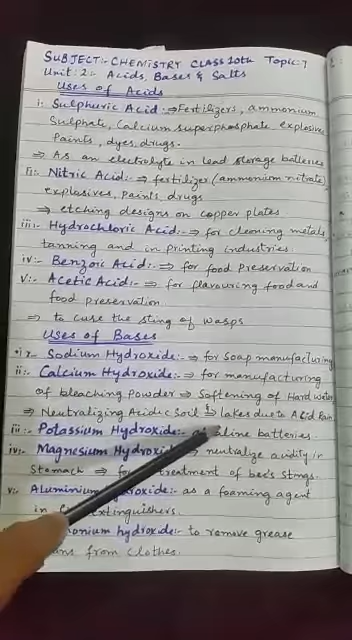 SUBJECT:- CHEMISTRY CLASS 10th Topic:- 7
Unit:2:- Acids, Bases & Salts
Uses of Acids
i:- Sulphuric Acid:-⇒Fertilizers, ammonium
Sulphate, Calcium superphosphate explosive
Paints, dyes, drugs.
⇒ As an electrolyte in lead storage batteries
ii:- Nitric Acid:-⇒ fertilizer (ammonium nitrate)
explosives, paints, drugs
⇒ etching designs on copper plates
iii:- Hydrochloric Acid:-⇒ for cleaning metals,
tanning and in printing industries.
iv:- Benzoic Acid:-⇒ for food preservation
v:- Acetic Acid:-⇒ for flavouring food and
food preservation
⇒ to cure the sting of wasps
Uses of Bases
i:- Sodium Hydroxide:-⇒ for soap manufacturing
ii:- Calcium Hydroxide:-⇒ for manufacturing
of bleaching powder ⇒ Softening of Hard Water
⇒ Neutralizing Acidic Soil & Lakes due to Acid Rain
iii:- Potassium Hydroxide:- line batteries.
iv:- Magnesium Hydroxide ⇒ neutralize acidity in
Stomach ⇒ treatment of bee's stings.
v:- Aluminium Hydroxide:- as a foaming agent
in extinguishers.
monium hydroxide:- to remove grease
from clothes.